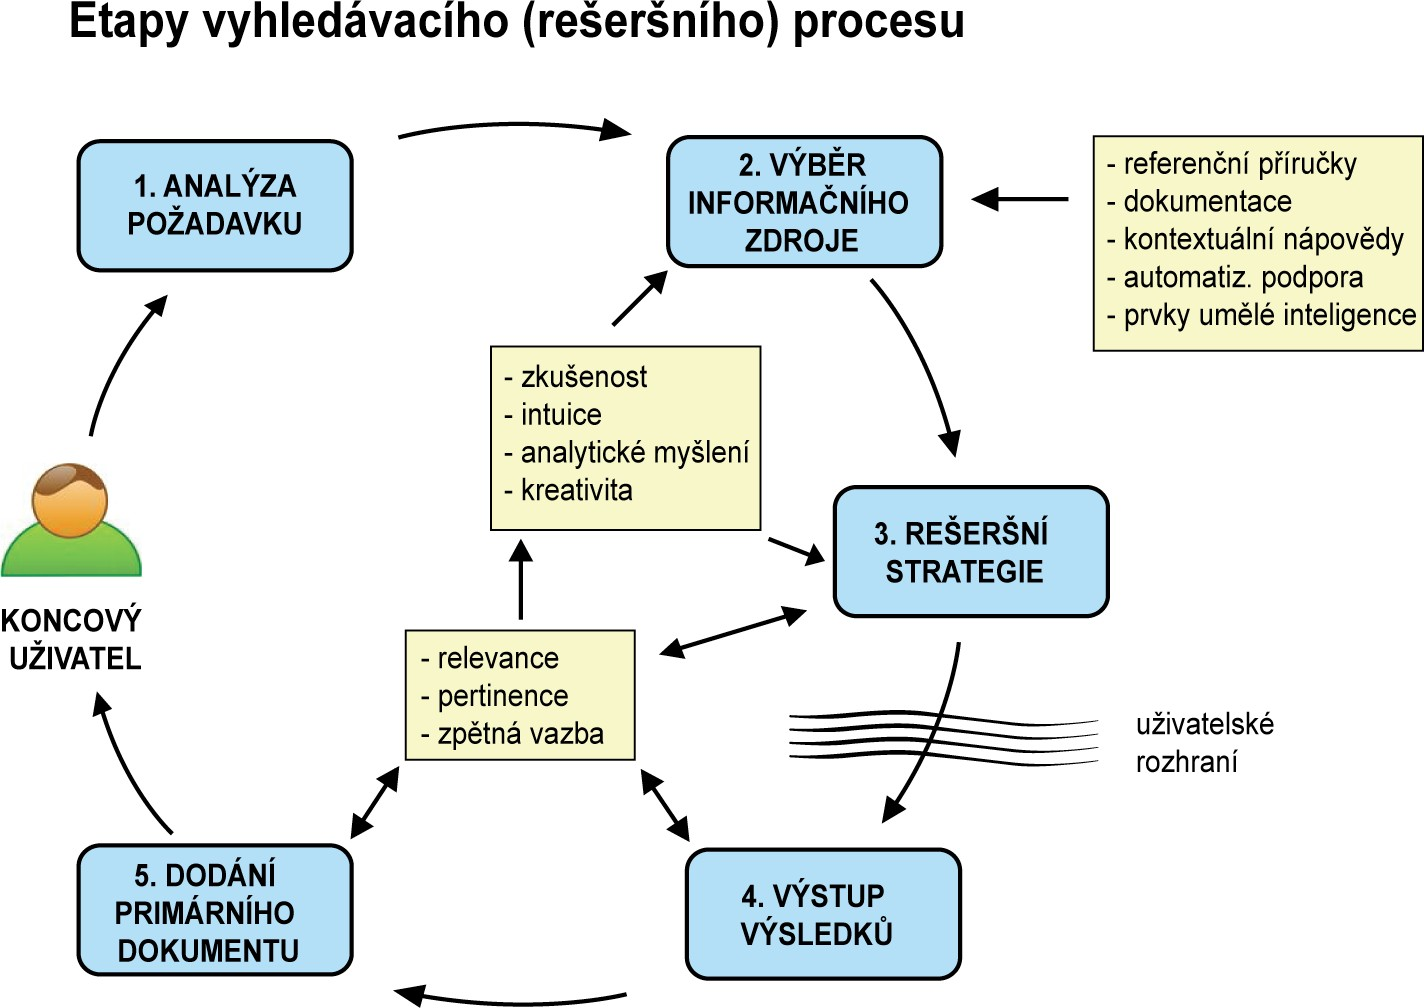 Etapy vyhledávacího (rešeršního) procesu
1. ANALÝZA
POŽADAVKU
2. VÝBĚR
INFORMAČNÍHO
ZDROJE
- referenční příručky
- dokumentace
- kontextuální nápovědy
- automatiz. podpora
- prvky umělé inteligence
- zkušenost
- intuice
- analytické myšlení
- kreativita
3. REŠERŠNÍ
STRATEGIE
KONCOVÝ
UŽIVATEL
- relevance
- pertinence
- zpětná vazba
uživatelské
rozhraní
5. DODÁNÍ
PRIMÁRNÍHO
DOKUMENTU
4. VÝSTUP
VÝSLEDKŮ